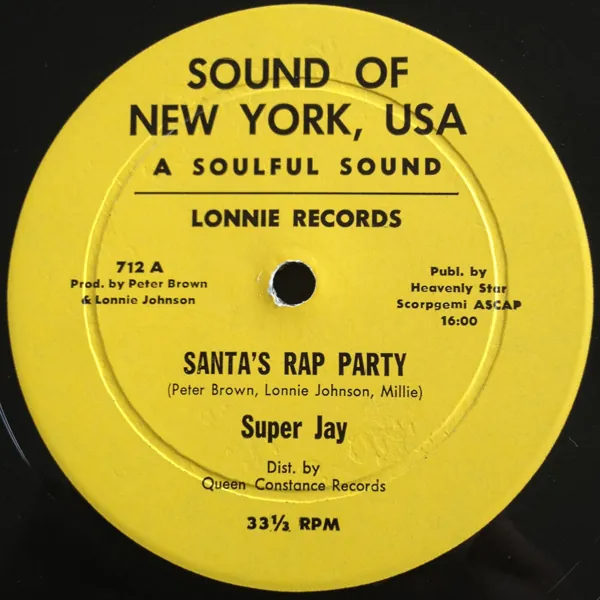 SOUND OF
NEW YORK, USA
A SOULFUL SOUND
LONNIE RECORDS
712 A
Prod. by Peter Brown
& Lonnie Johnson
Publ. by
Heavenly Star
Scorpgemi ASCAP
16:00
SANTA'S RAP PARTY
(Peter Brown, Lonnie Johnson, Millie)
Super Jay
Dist. by
Queen Constance Records
33⅓ RPM